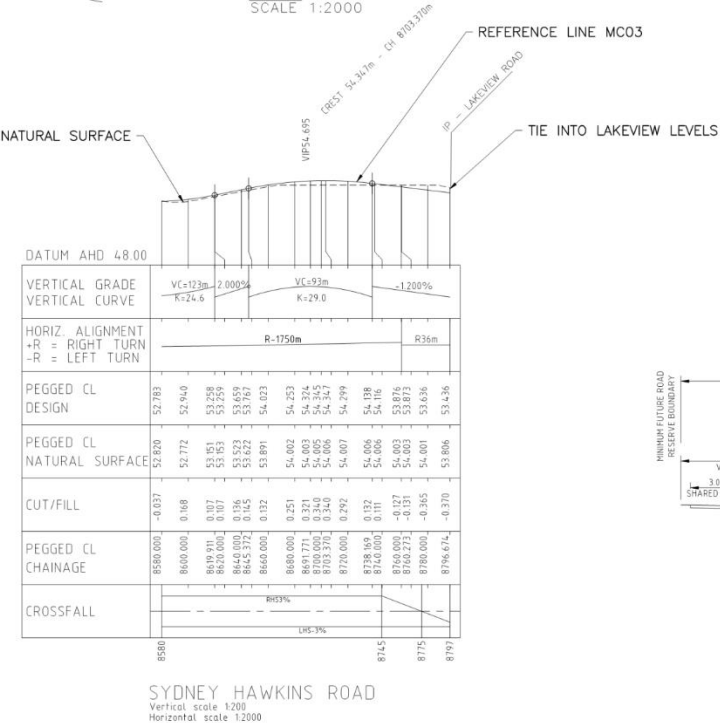 SCALE 1:2000
REFERENCE LINE MC03
CREST 54.347m - CH 8703.370m
IP - LAKEVIEW ROAD
VIP54.695
NATURAL SURFACE
TIE INTO LAKEVIEW LEVELS
DATUM AHD 48.00
VERTICAL GRADE
VERTICAL CURVE
VC=123m 2.000% VC=93m -1.200%
K=24.6 K=29.0
HORIZ. ALIGNMENT
+R = RIGHT TURN
-R = LEFT TURN
R-1750m R36m
PEGGED CL
DESIGN
52.783 52.940 53.258 53.259 53.659 53.767 54.023 54.253 54.324 54.345 54.347 54.299 54.138 54.116 53.876 53.873 53.636 53.436
PEGGED CL
NATURAL SURFACE
52.820 52.772 53.151 53.153 53.523 53.622 53.891 54.002 54.003 54.005 54.006 54.007 54.006 54.006 54.003 54.003 54.001 53.806
CUT/FILL
-0.037 0.168 0.107 0.107 0.136 0.145 0.132 0.251 0.321 0.340 0.340 0.292 0.132 0.111 -0.127 -0.131 -0.365 -0.370
PEGGED CL
CHAINAGE
8580.000 8600.000 8619.911 8620.000 8640.000 8645.372 8660.000 8680.000 8691.771 8700.000 8703.370 8720.000 8738.169 8740.000 8760.000 8760.273 8780.000 8796.674
CROSSFALL
RHS3%
LHS-3%
8580 8745 8775 8797
SYDNEY HAWKINS ROAD
Vertical scale 1:200
Horizontal scale 1:2000
MINIMUM FUTURE ROAD
RESERVE BOUNDARY
V
3.0
SHARED